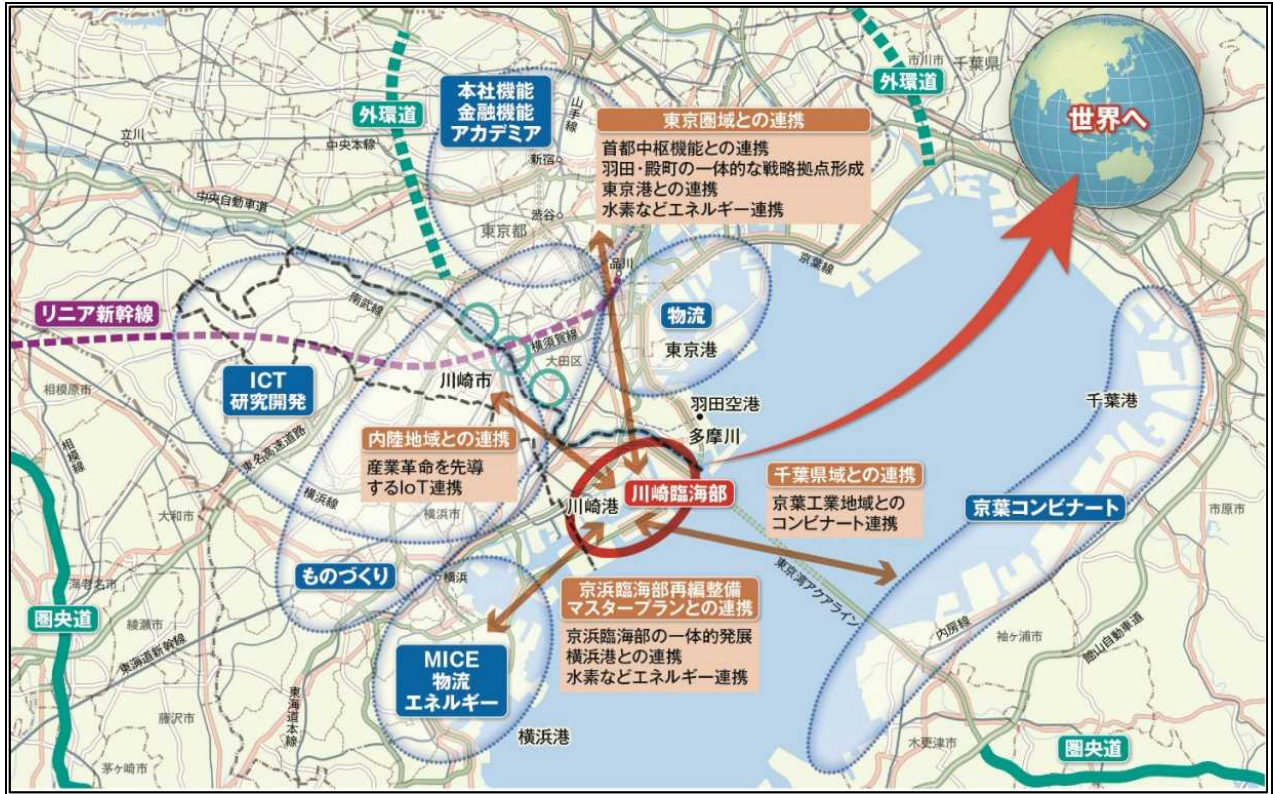 外環道
本社機能
金融機能
アカデミア
山手線
立川
中央本線
新宿
中央自動車道
渋谷
東京都
品川
東京圏域との連携
首都中枢機能との連携
羽田・殿町の一体的な戦略拠点形成
東京港との連携
水素などエネルギー連携
外環道
市川市
千葉県
世界へ
京葉線
リニア新幹線
南武線
横須賀線
大田区
物流
東京港
相模原市
相模線
ICT
研究開発
川崎市
東名高速道路
羽田空港
多摩川
千葉港
内陸地域との連携
産業革命を先導
するIoT連携
横浜線
大和市
横浜市
川崎港
川崎臨海部
千葉県域との連携
京葉工業地域との
コンビナート連携
京葉コンビナート
市原市
ものづくり
横浜
海老名市
圏央道
綾瀬市
東海道新幹線
京浜臨海部再編整備
マスタープランとの連携
京浜臨海部の一体的発展
横浜港との連携
水素などエネルギー連携
東京湾アクアライン
内房線
袖ヶ浦市
館山自動車道
MICE
物流
エネルギー
藤沢市
東海道本線
横浜港
茅ヶ崎市
木更津市
圏央道